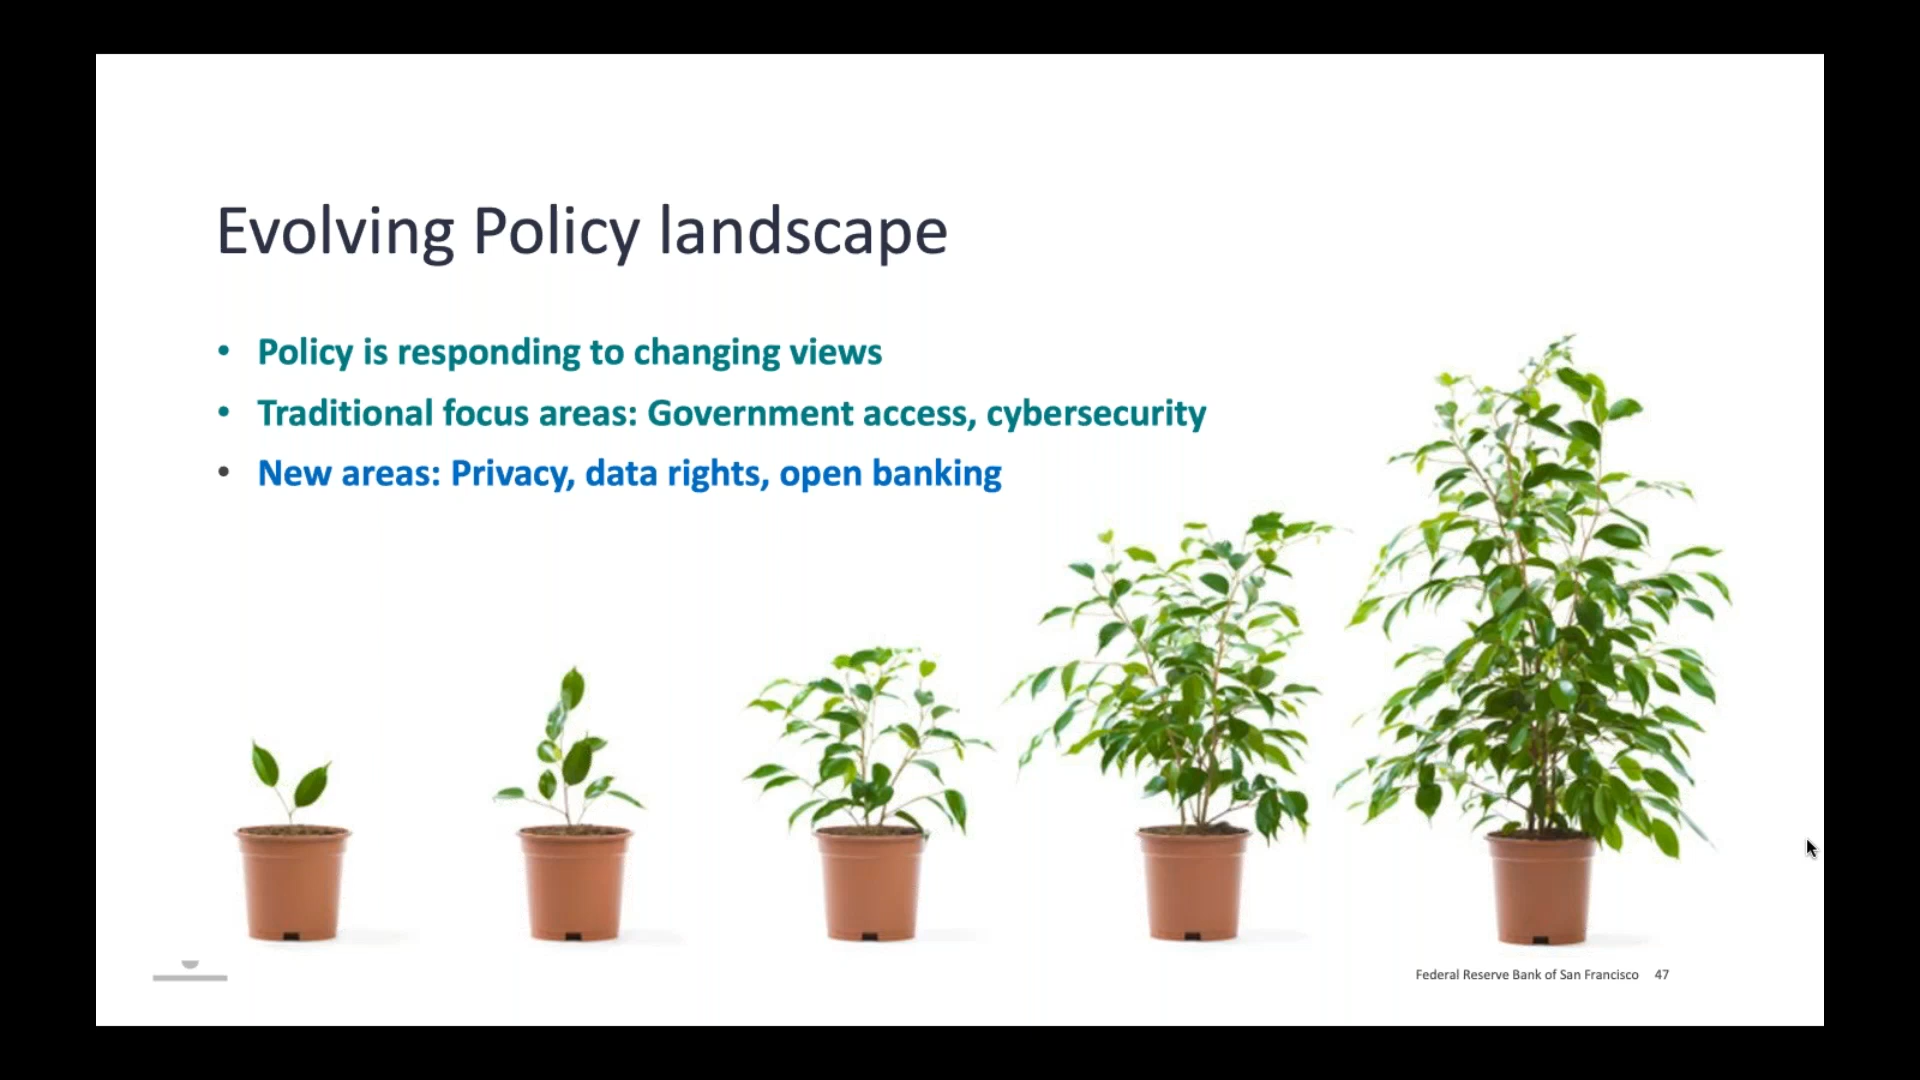 Evolving Policy landscape
• Policy is responding to changing views
• Traditional focus areas: Government access, cybersecurity
• New areas: Privacy, data rights, open banking
Federal Reserve Bank of San Francisco 47